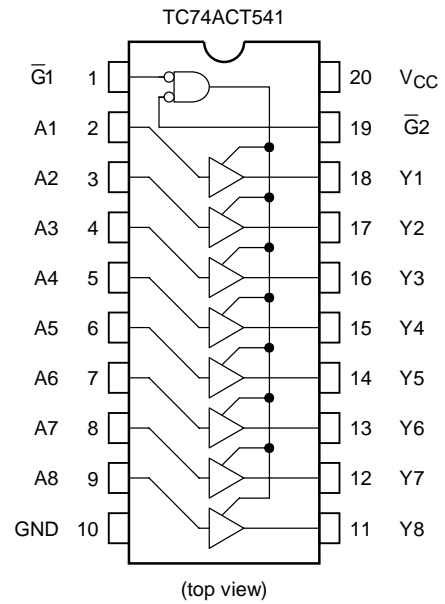 TC74ACT541
G̅1 1 20 VCC
A1 2 19 G̅2
A2 3 18 Y1
A3 4 17 Y2
A4 5 16 Y3
A5 6 15 Y4
A6 7 14 Y5
A7 8 13 Y6
A8 9 12 Y7
GND 10 11 Y8
(top view)